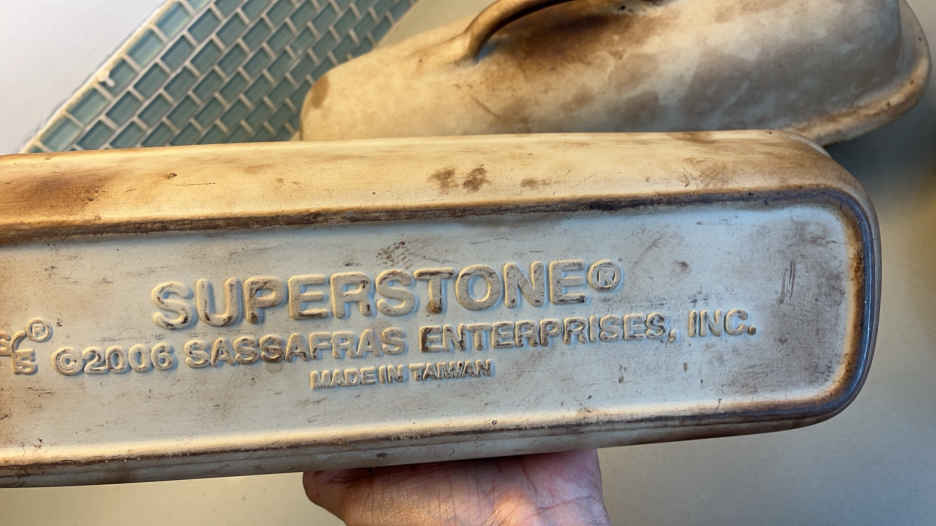 SUPERSTONE®
©2006 SASSAFRAS ENTERPRISES, INC.
MADE IN TAIWAN